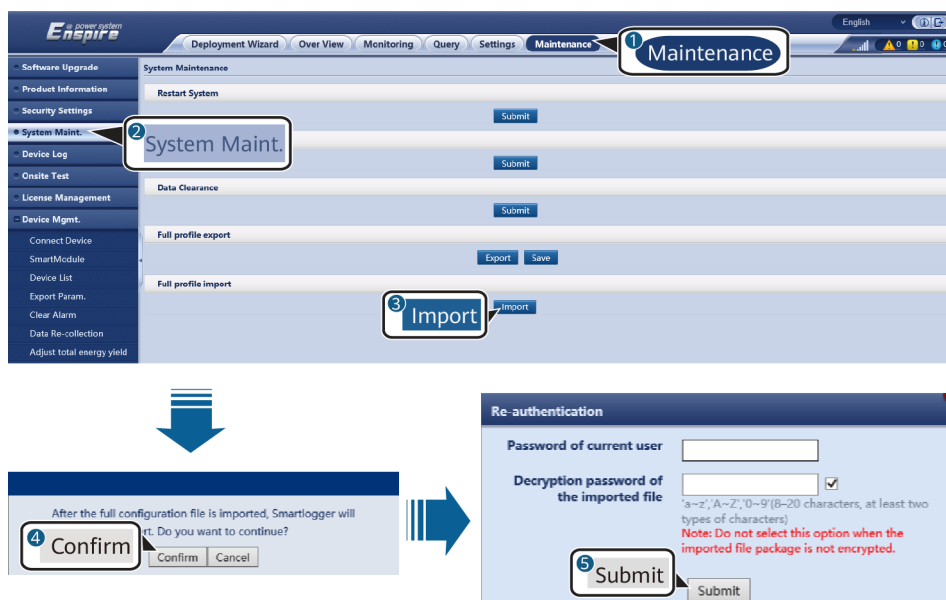 power system
Enspire
English
Deployment Wizard
Over View
Monitoring
Query
Settings
Maintenance
1
Maintenance
0
0
Software Upgrade
Product Information
Security Settings
System Maint.
2
System Maint.
Device Log
Onsite Test
License Management
Device Mgmt.
Connect Device
SmartModule
Device List
Export Param.
Clear Alarm
Data Re-collection
Adjust total energy yield
System Maintenance
Restart System
Submit
Submit
Data Clearance
Submit
Full profile export
Export
Save
Full profile import
3
Import
Import
After the full configuration file is imported, Smartlogger will
rt. Do you want to continue?
4
Confirm
Confirm
Cancel
Re-authentication
Password of current user
Decryption password of
the imported file
'a~z','A~Z','0~9'(8–20 characters, at least two
types of characters)
Note: Do not select this option when the
imported file package is not encrypted.
5
Submit
Submit